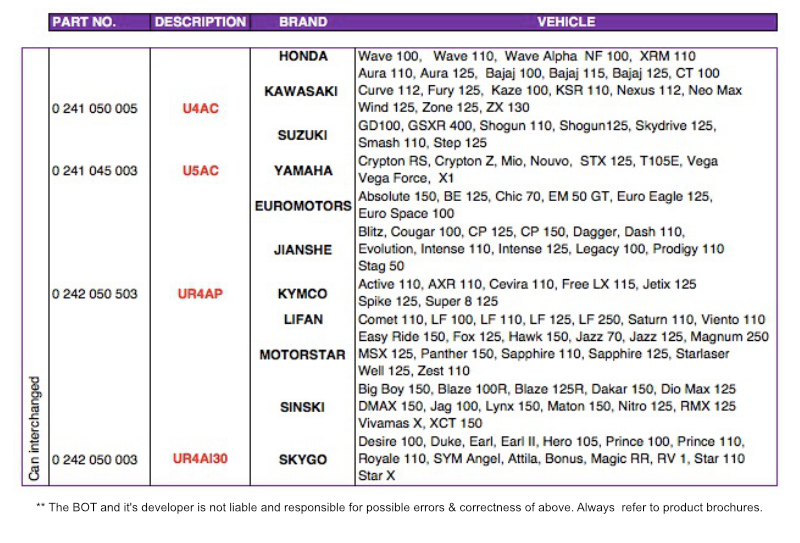 PART NO. DESCRIPTION BRAND VEHICLE
HONDA Wave 100, Wave 110, Wave Alpha NF 100, XRM 110
Aura 110, Aura 125, Bajaj 100, Bajaj 115, Bajaj 125, CT 100
KAWASAKI Curve 112, Fury 125, Kaze 100, KSR 110, Nexus 112, Neo Max
0 241 050 005 U4AC Wind 125, Zone 125, ZX 130
SUZUKI GD100, GSXR 400, Shogun 110, Shogun125, Skydrive 125,
Smash 110, Step 125
0 241 045 003 U5AC YAMAHA Crypton RS, Crypton Z, Mio, Nouvo, STX 125, T105E, Vega
Vega Force, X1
EUROMOTORS Absolute 150, BE 125, Chic 70, EM 50 GT, Euro Eagle 125,
Euro Space 100
Blitz, Cougar 100, CP 125, CP 150, Dagger, Dash 110,
JIANSHE Evolution, Intense 110, Intense 125, Legacy 100, Prodigy 110
Stag 50
0 242 050 503 UR4AP KYMCO Active 110, AXR 110, Cevira 110, Free LX 115, Jetix 125
Spike 125, Super 8 125
LIFAN Comet 110, LF 100, LF 110, LF 125, LF 250, Saturn 110, Viento 110
Easy Ride 150, Fox 125, Hawk 150, Jazz 70, Jazz 125, Magnum 250
MOTORSTAR MSX 125, Panther 150, Sapphire 110, Sapphire 125, Starlaser
Well 125, Zest 110
Big Boy 150, Blaze 100R, Blaze 125R, Dakar 150, Dio Max 125
SINSKI DMAX 150, Jag 100, Lynx 150, Maton 150, Nitro 125, RMX 125
Vivamas X, XCT 150
Desire 100, Duke, Earl, Earl II, Hero 105, Prince 100, Prince 110,
0 242 050 003 UR4AI30 SKYGO Royale 110, SYM Angel, Attila, Bonus, Magic RR, RV 1, Star 110
Star X
Can interchanged
** The BOT and it's developer is not liable and responsible for possible errors & correctness of above. Always refer to product brochures.